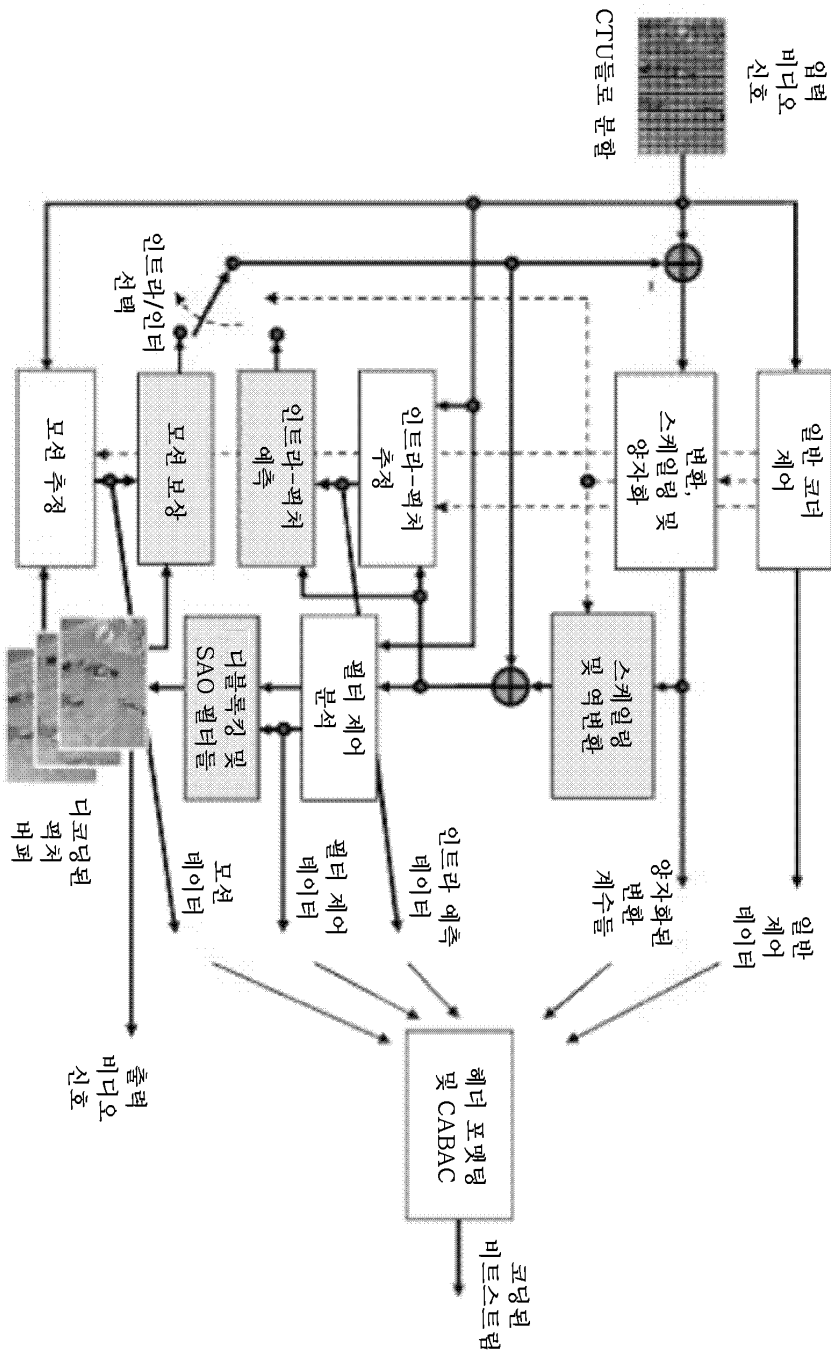 입력
비디오
신호
CTU들로 분할
일반 코더
제어
변환,
스케일링 및
양자화
스케일링
및 역변환
인트라-픽처
추정
인트라-픽처
예측
모션 보상
모션 추정
인트라/인터
선택
필터 제어
분석
디블록킹 및
SAO 필터들
디코딩된
픽처
버퍼
일반
제어
데이터
양자화된
변환
계수들
인트라 예측
데이터
필터 제어
데이터
모션
데이터
출력
비디오
신호
헤더 포맷팅
및 CABAC
코딩된
비트스트림